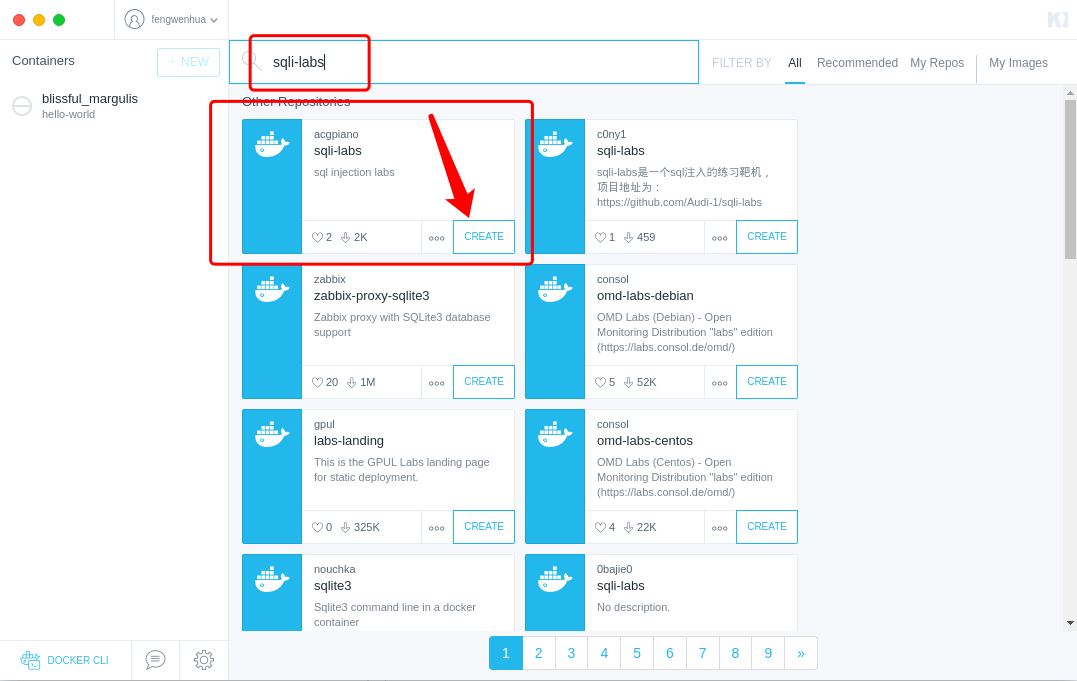 fengwenhua
Containers
+ NEW
blissful_margulis
hello-world
sqli-labs
FILTER BY
All
Recommended
My Repos
My Images
Other Repositories
acgpiano
sqli-labs
sql injection labs
2
2K
CREATE
c0ny1
sqli-labs
sqli-labs是一个sql注入的练习靶机，
项目地址为：
https://github.com/Audi-1/sqli-labs
1
459
CREATE
zabbix
zabbix-proxy-sqlite3
Zabbix proxy with SQLite3 database
support
20
1M
CREATE
consol
omd-labs-debian
OMD Labs (Debian) - Open
Monitoring Distribution "labs" edition
(https://labs.consol.de/omd/)
5
52K
CREATE
gpul
labs-landing
This is the GPUL Labs landing page
for static deployment.
0
325K
CREATE
consol
omd-labs-centos
OMD Labs (Centos) - Open
Monitoring Distribution "labs" edition
(https://labs.consol.de/omd/)
4
22K
CREATE
nouchka
sqlite3
Sqlite3 command line in a docker
container
0bajie0
sqli-labs
No description.
DOCKER CLI
1 2 3 4 5 6 7 8 9 »